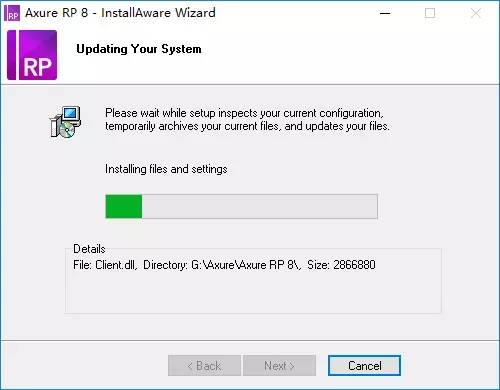 RP Axure RP 8 - InstallAware Wizard
RP
Updating Your System
Please wait while setup inspects your current configuration,
temporarily archives your current files, and updates your files.
Installing files and settings
Details
File: Client.dll, Directory: G:\Axure\Axure RP 8\, Size: 2866880
< Back
Next >
Cancel